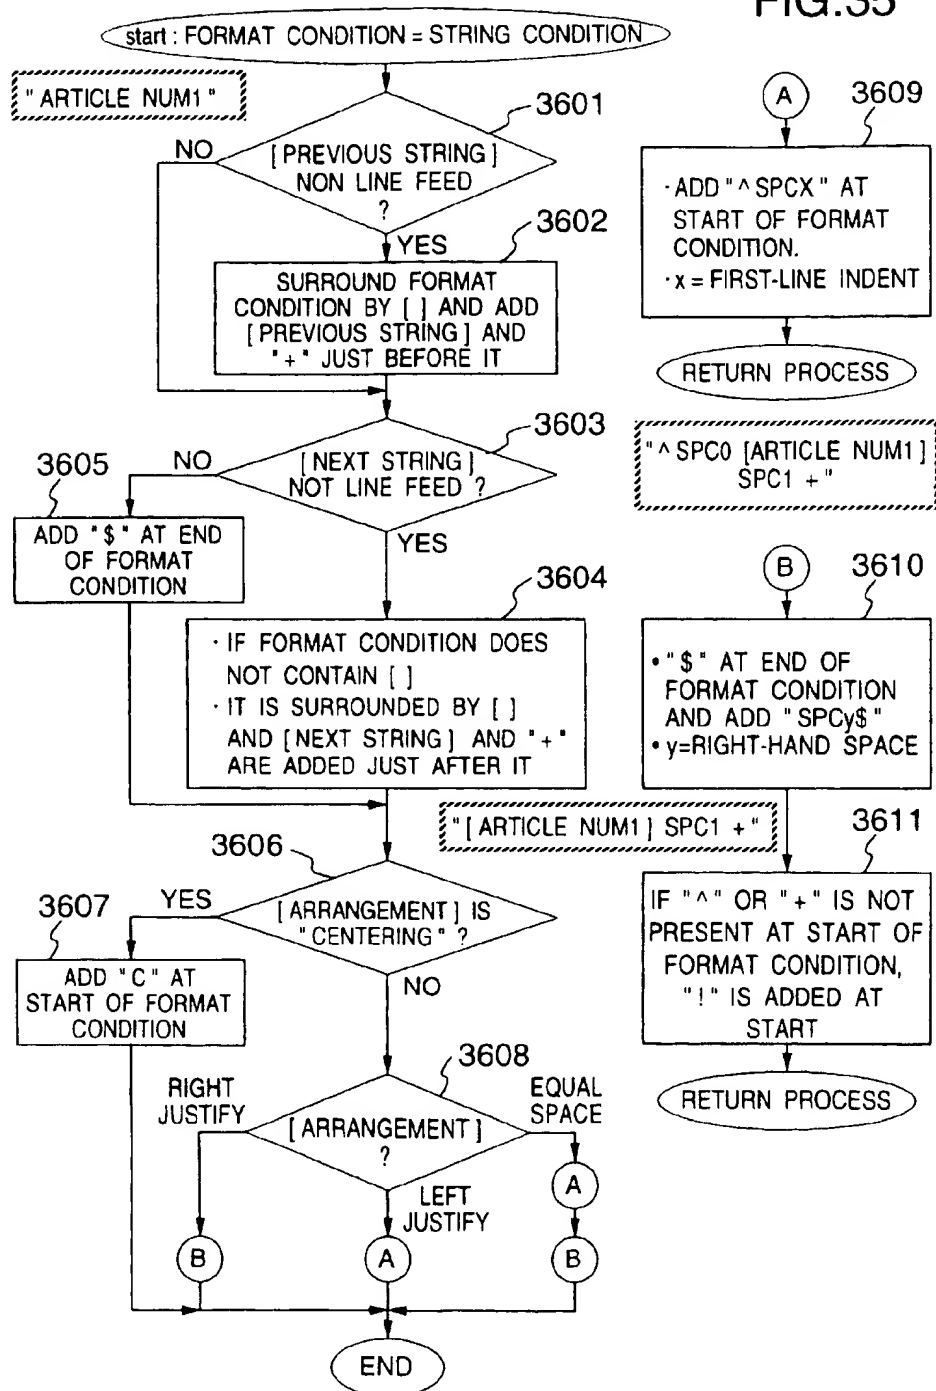 FIG.35
start : FORMAT CONDITION = STRING CONDITION
" ARTICLE NUM1 "
3601
NO
[ PREVIOUS STRING ]
NON LINE FEED
?
YES
3602
SURROUND FORMAT
CONDITION BY [ ] AND ADD
[ PREVIOUS STRING ] AND
"+" JUST BEFORE IT
3603
[ NEXT STRING ]
NOT LINE FEED ?
NO
3605
YES
ADD "$" AT END
OF FORMAT
CONDITION
3604
· IF FORMAT CONDITION DOES
NOT CONTAIN [ ]
· IT IS SURROUNDED BY [ ]
AND [ NEXT STRING ] AND "+"
ARE ADDED JUST AFTER IT
"[ ARTICLE NUM1 ] SPC1 +"
3606
[ ARRANGEMENT ] IS
"CENTERING" ?
YES
3607
NO
ADD "C" AT
START OF FORMAT
CONDITION
3608
[ ARRANGEMENT ]
?
RIGHT
JUSTIFY
EQUAL
SPACE
LEFT
JUSTIFY
B
A
A
B
END
A
3609
· ADD "^ SPCX" AT
START OF FORMAT
CONDITION.
· x = FIRST-LINE INDENT
RETURN PROCESS
"^ SPC0 [ARTICLE NUM1]
SPC1 +"
B
3610
• "$" AT END OF
FORMAT CONDITION
AND ADD "SPCy$"
• y=RIGHT-HAND SPACE
3611
IF "^" OR "+" IS NOT
PRESENT AT START OF
FORMAT CONDITION,
"!" IS ADDED AT
START
RETURN PROCESS